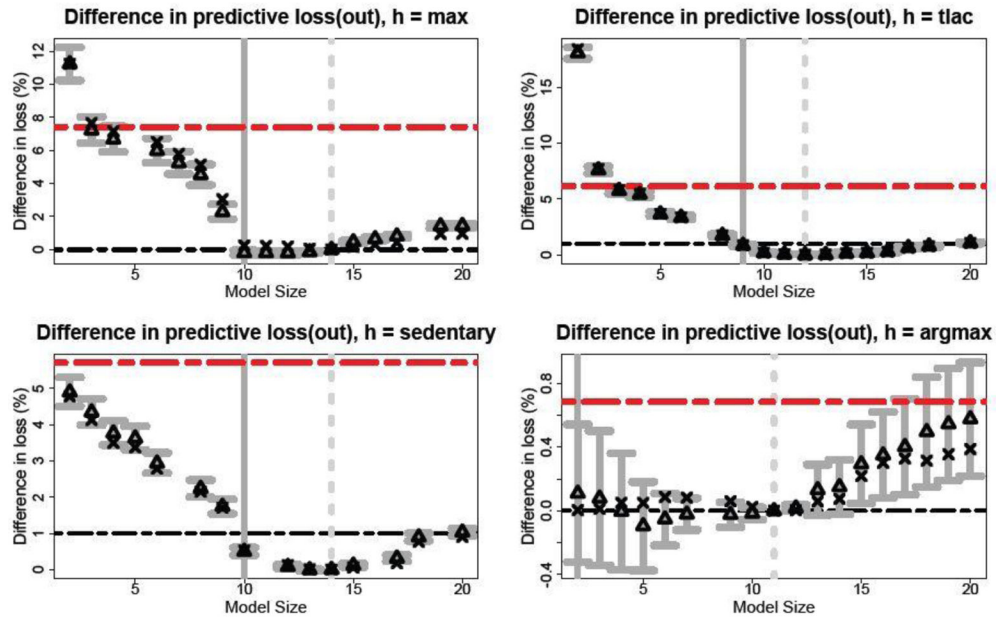 Difference in predictive loss(out), h = max
Difference in loss (%)
12
10
8
6
4
2
0
5 10 15 20
Model Size
Difference in predictive loss(out), h = tlac
Difference in loss (%)
15
10
5
0
5 10 15 20
Model Size
Difference in predictive loss(out), h = sedentary
Difference in loss (%)
5
4
3
2
1
0
5 10 15 20
Model Size
Difference in predictive loss(out), h = argmax
Difference in loss (%)
0.8
0.4
0.0
-0.4
5 10 15 20
Model Size